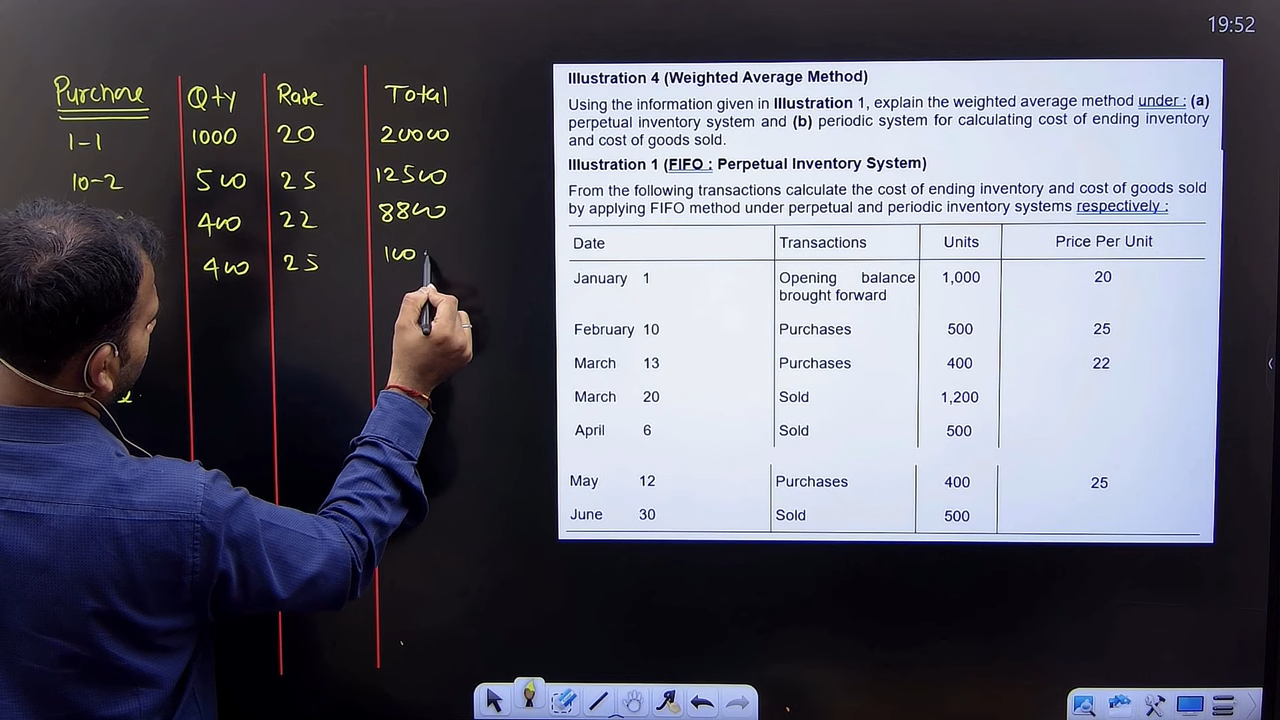 19:52
Purchase Qty Rate Total
1-1 1000 20 20000
10-2 500 25 12500
400 22 8800
400 25 100
Illustration 4 (Weighted Average Method)
Using the information given in Illustration 1, explain the weighted average method under : (a)
perpetual inventory system and (b) periodic system for calculating cost of ending inventory
and cost of goods sold.
Illustration 1 (FIFO : Perpetual Inventory System)
From the following transactions calculate the cost of ending inventory and cost of goods sold
by applying FIFO method under perpetual and periodic inventory systems respectively :
Date Transactions Units Price Per Unit
January 1 Opening balance 1,000 20
brought forward
February 10 Purchases 500 25
March 13 Purchases 400 22
March 20 Sold 1,200
April 6 Sold 500
May 12 Purchases 400 25
June 30 Sold 500